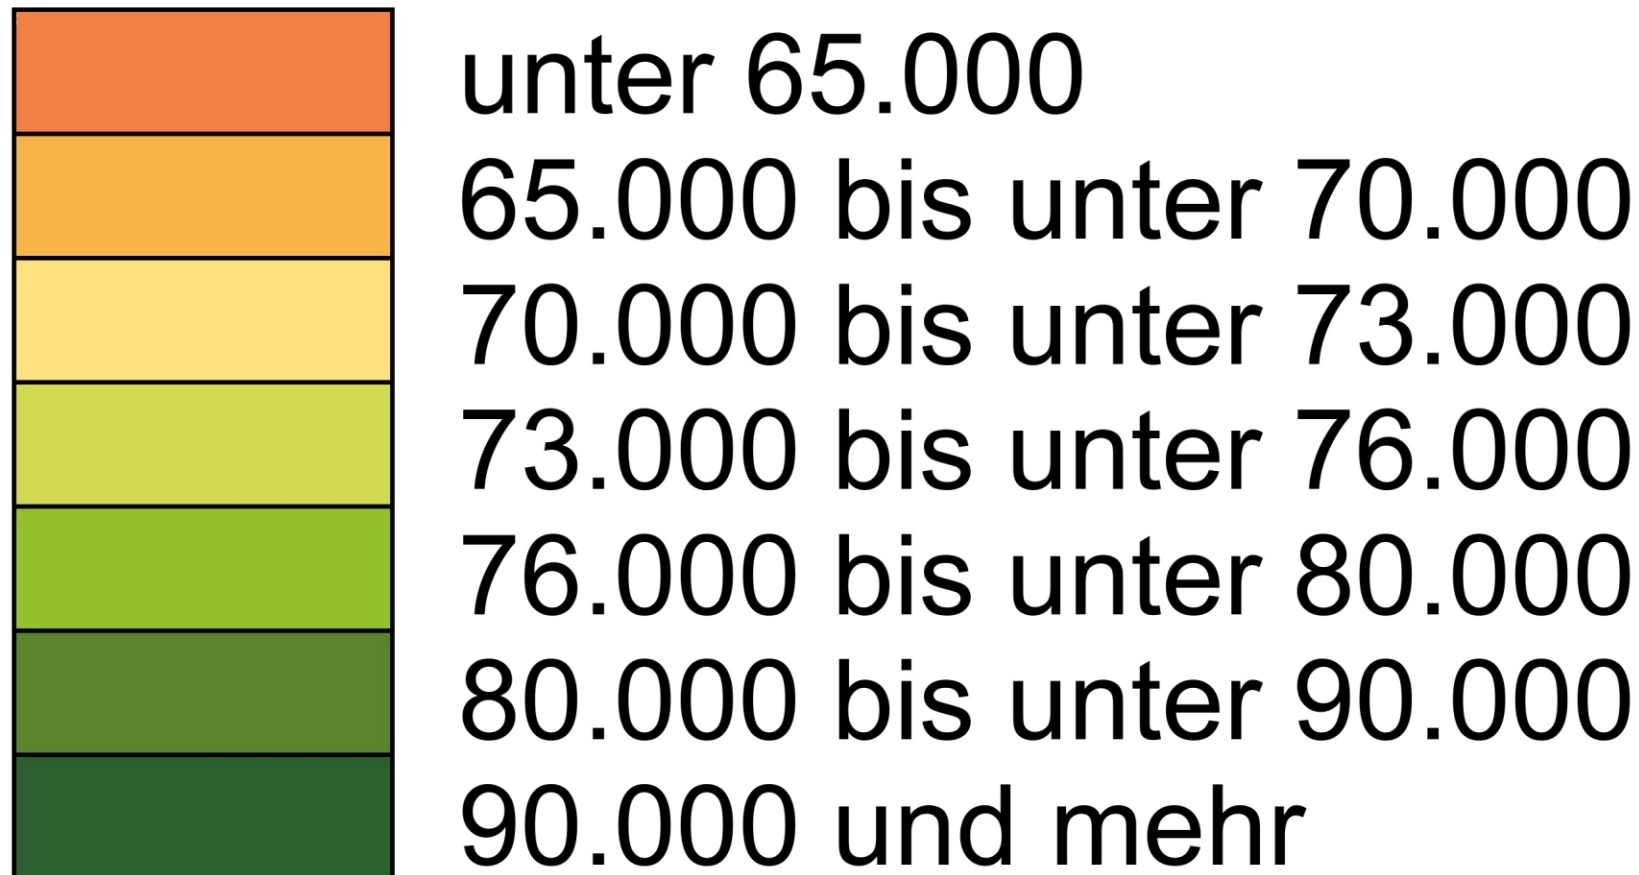 unter 65.000
65.000 bis unter 70.000
70.000 bis unter 73.000
73.000 bis unter 76.000
76.000 bis unter 80.000
80.000 bis unter 90.000
90.000 und mehr